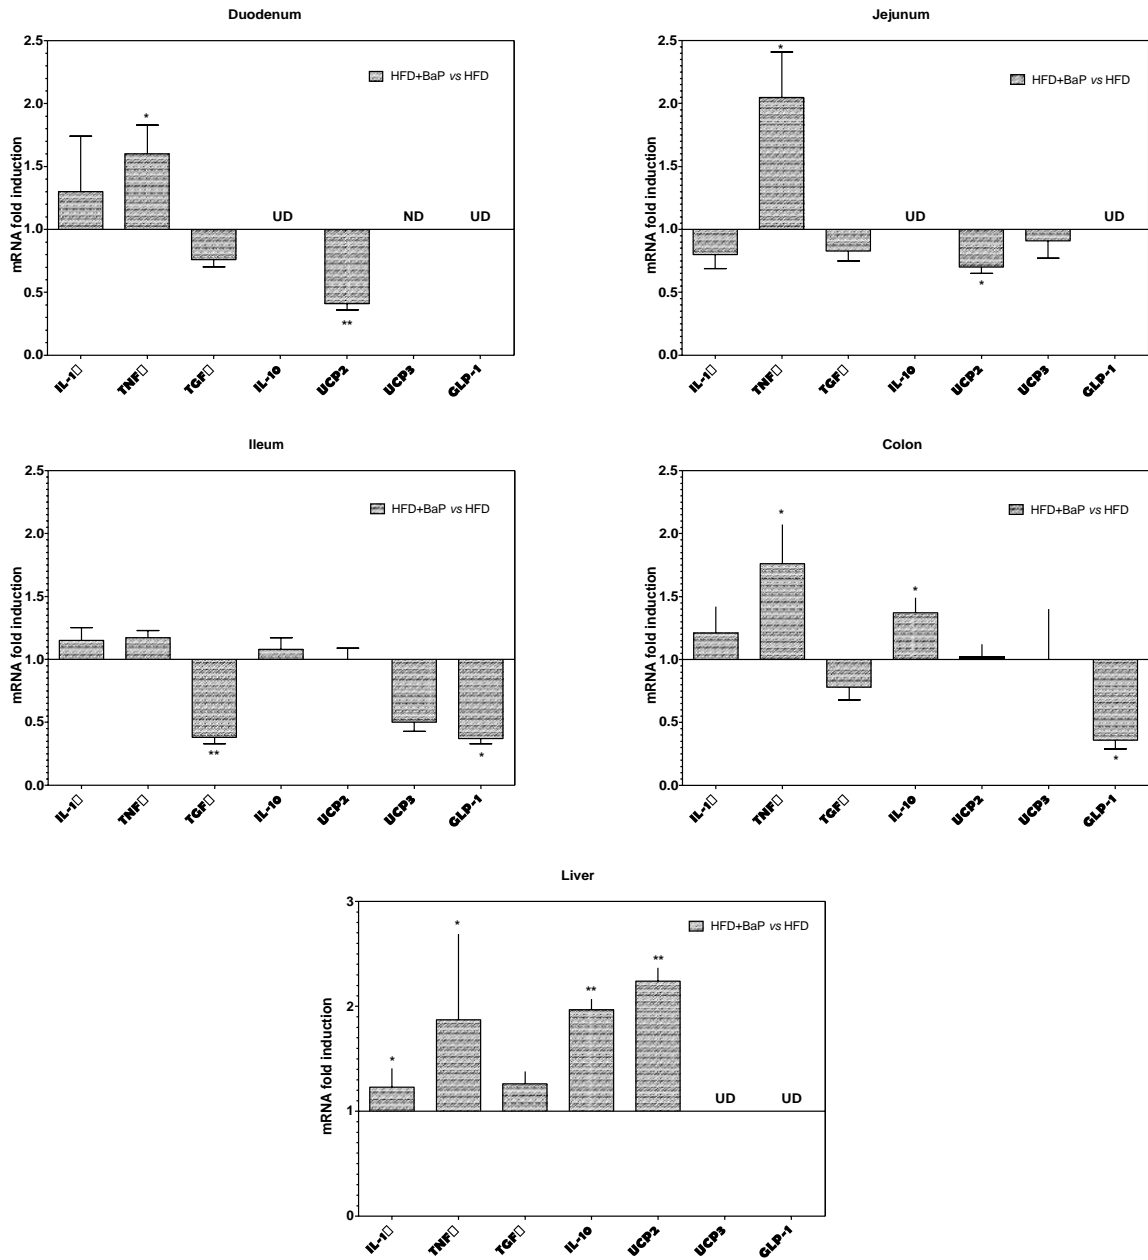 Duodenum
mRNA fold induction
2.5
2.0
1.5
1.0
0.5
0.0
HFD+BaP vs HFD
*
UD
ND
UD
**
IL-1□
TNF□
TGF□
IL-10
UCP2
UCP3
GLP-1
Jejunum
mRNA fold induction
2.5
2.0
1.5
1.0
0.5
0.0
*
HFD+BaP vs HFD
UD
UD
*
IL-1□
TNF□
TGF□
IL-10
UCP2
UCP3
GLP-1
Ileum
mRNA fold induction
2.5
2.0
1.5
1.0
0.5
0.0
HFD+BaP vs HFD
**
*
IL-1□
TNF□
TGF□
IL-10
UCP2
UCP3
GLP-1
Colon
mRNA fold induction
2.5
2.0
1.5
1.0
0.5
0.0
HFD+BaP vs HFD
*
*
*
IL-1□
TNF□
TGF□
IL-10
UCP2
UCP3
GLP-1
Liver
mRNA fold induction
3
2
1
0
HFD+BaP vs HFD
*
*
**
**
UD
UD
IL-1□
TNF□
TGF□
IL-10
UCP2
UCP3
GLP-1